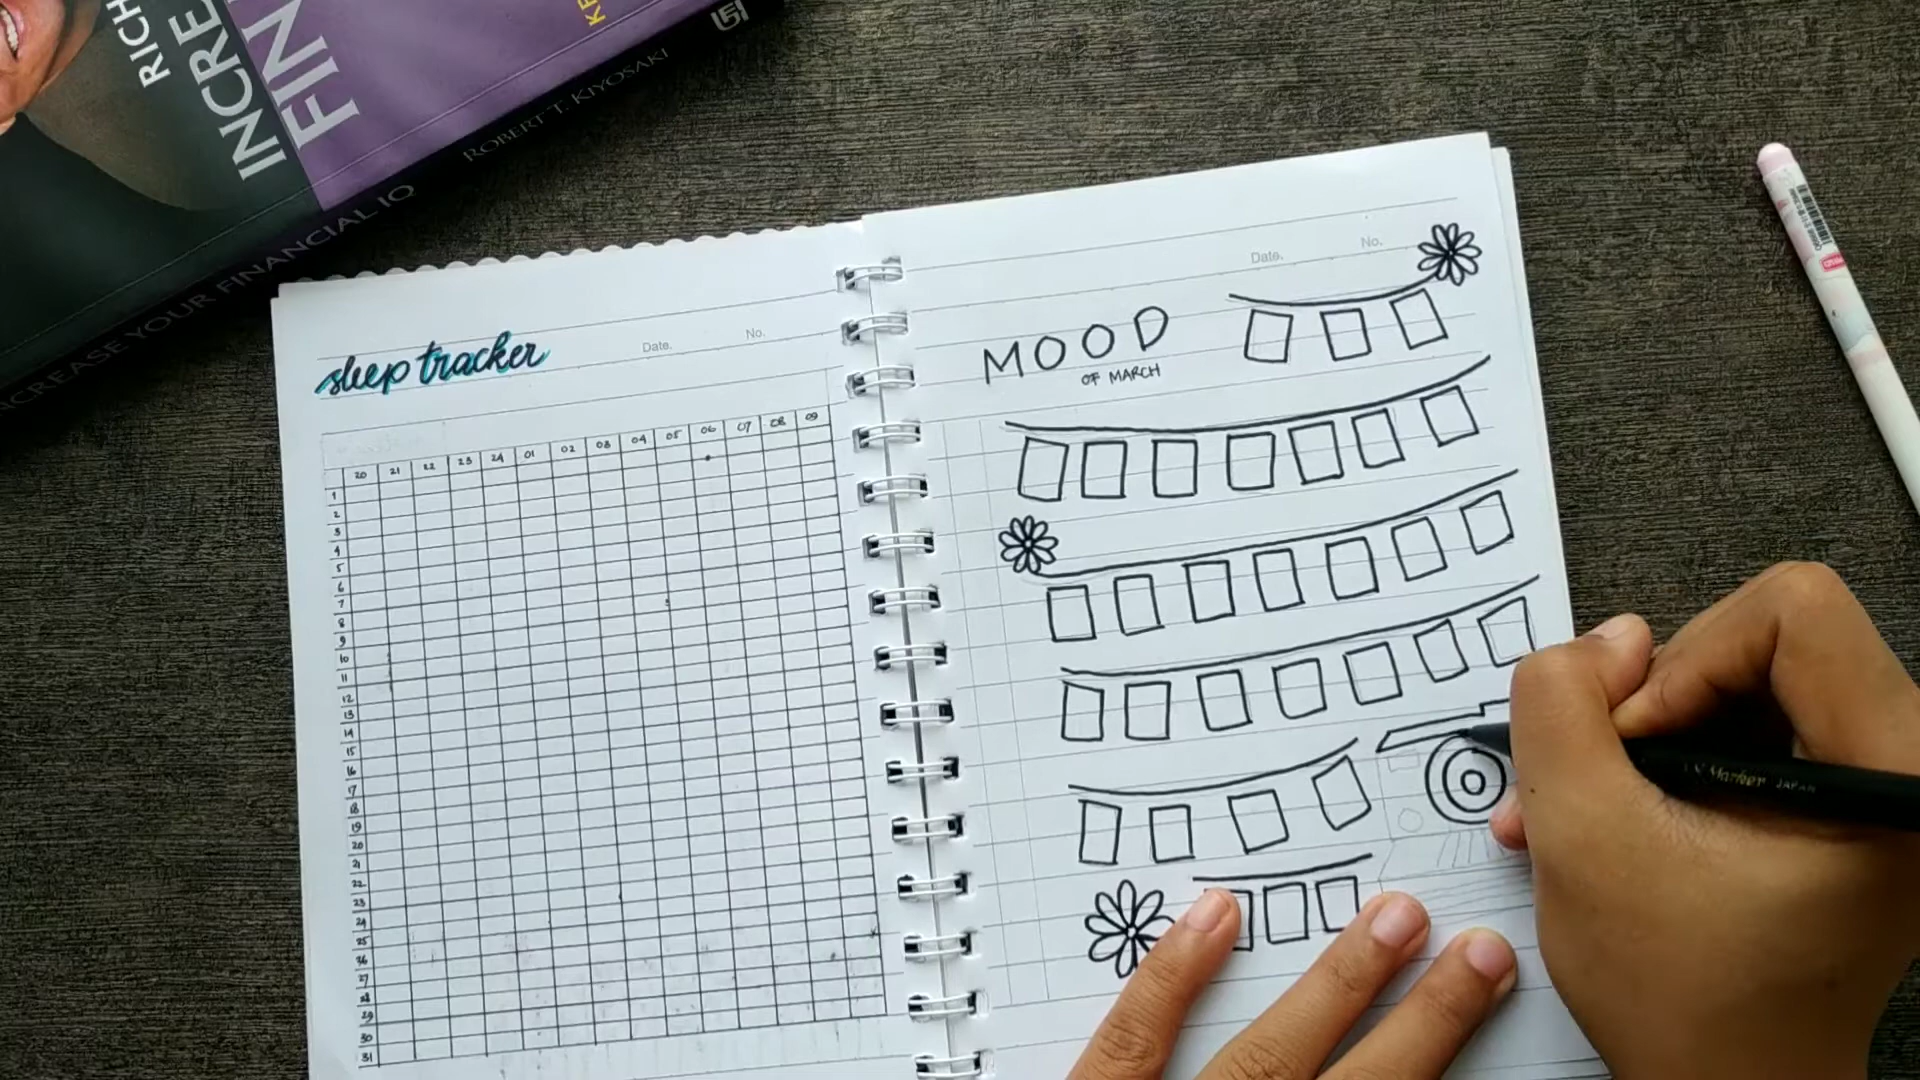 RICH
INCRE
FIN
ROBERT T. KIYOSAKI
INCREASE YOUR FINANCIAL IQ
sleep tracker
Date.
No.
20 21 22 23 24 01 02 03 04 05 06 07 08 09
1
2
3
4
5
6
7
8
9
10
11
12
13
14
15
16
17
18
19
20
21
22
23
24
25
26
27
28
29
30
31
Date.
No.
MOOD
OF MARCH
Marker JAPAN